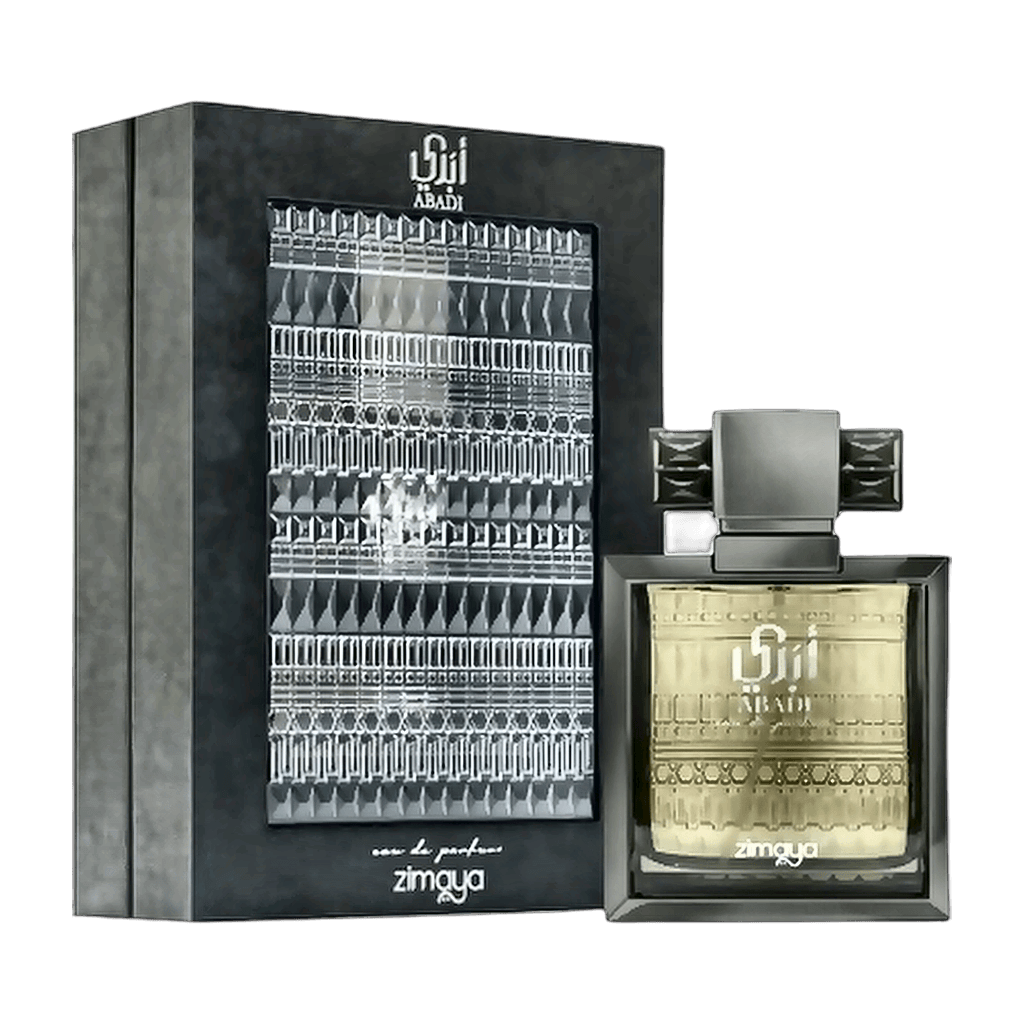 أبدي
ABADI
eau de parfum
zimaya
أبدي
ABADI
zimaya